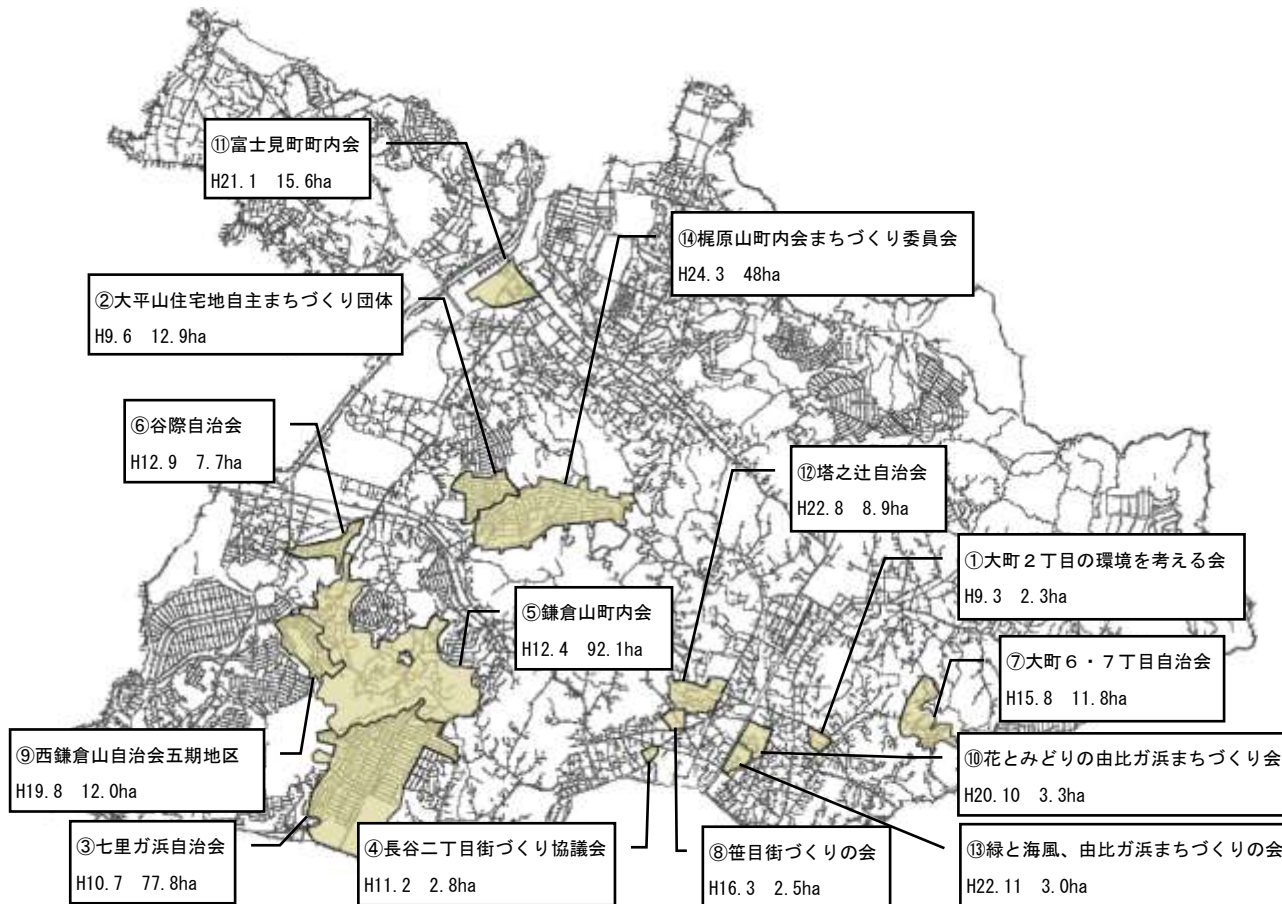 ⑪富士見町町内会
H21.1 15.6ha
⑭梶原山町内会まちづくり委員会
H24.3 48ha
②大平山住宅地自主まちづくり団体
H9.6 12.9ha
⑥谷際自治会
H12.9 7.7ha
⑫塔之辻自治会
H22.8 8.9ha
①大町２丁目の環境を考える会
H9.3 2.3ha
⑤鎌倉山町内会
H12.4 92.1ha
⑦大町６・７丁目自治会
H15.8 11.8ha
⑨西鎌倉山自治会五期地区
H19.8 12.0ha
⑩花とみどりの由比ガ浜まちづくり会
H20.10 3.3ha
③七里ガ浜自治会
H10.7 77.8ha
④長谷二丁目街づくり協議会
H11.2 2.8ha
⑧笹目街づくりの会
H16.3 2.5ha
⑬緑と海風、由比ガ浜まちづくりの会
H22.11 3.0ha